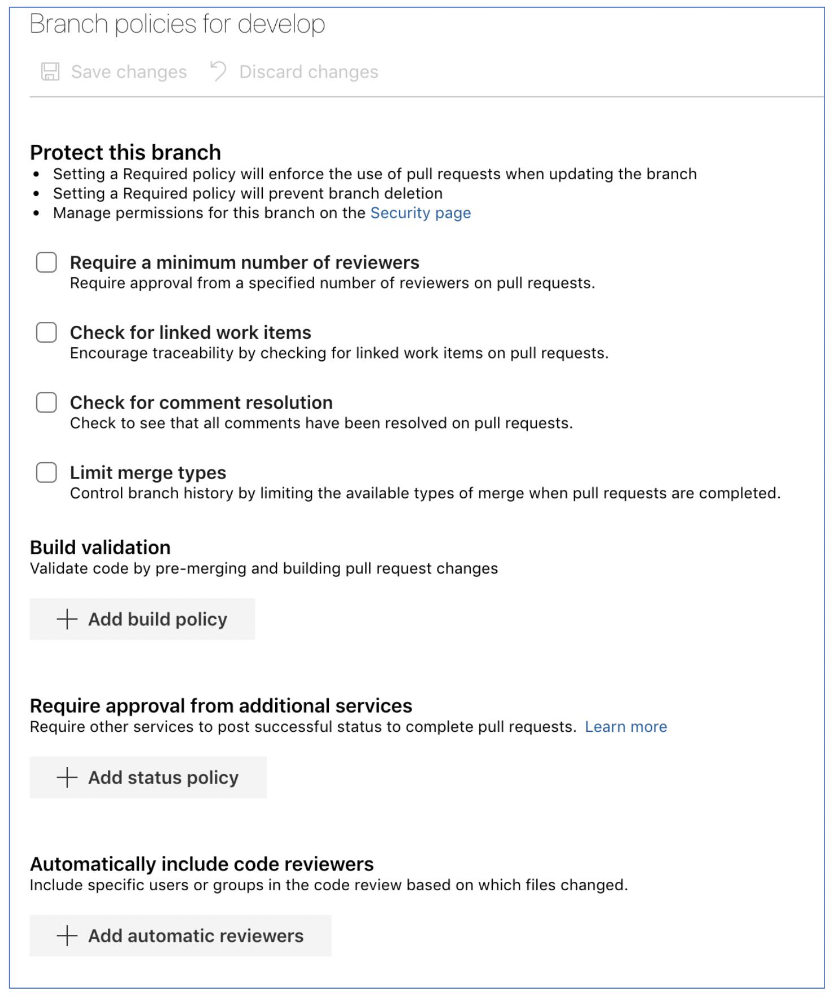 Branch policies for develop
Save changes Discard changes
Protect this branch
• Setting a Required policy will enforce the use of pull requests when updating the branch
• Setting a Required policy will prevent branch deletion
• Manage permissions for this branch on the Security page
Require a minimum number of reviewers
Require approval from a specified number of reviewers on pull requests.
Check for linked work items
Encourage traceability by checking for linked work items on pull requests.
Check for comment resolution
Check to see that all comments have been resolved on pull requests.
Limit merge types
Control branch history by limiting the available types of merge when pull requests are completed.
Build validation
Validate code by pre-merging and building pull request changes
+ Add build policy
Require approval from additional services
Require other services to post successful status to complete pull requests. Learn more
+ Add status policy
Automatically include code reviewers
Include specific users or groups in the code review based on which files changed.
+ Add automatic reviewers